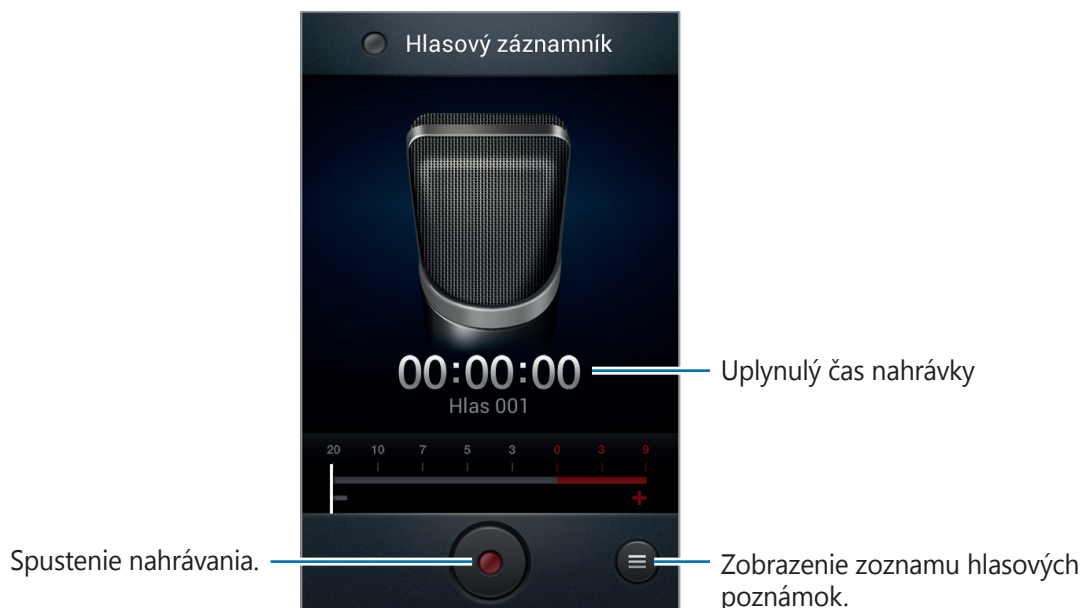 Hlasový záznamník
00:00:00
Uplynulý čas nahrávky
Hlas 001
20 10 7 5 3 0 3 9
- +
Spustenie nahrávania.
Zobrazenie zoznamu hlasových
poznámok.